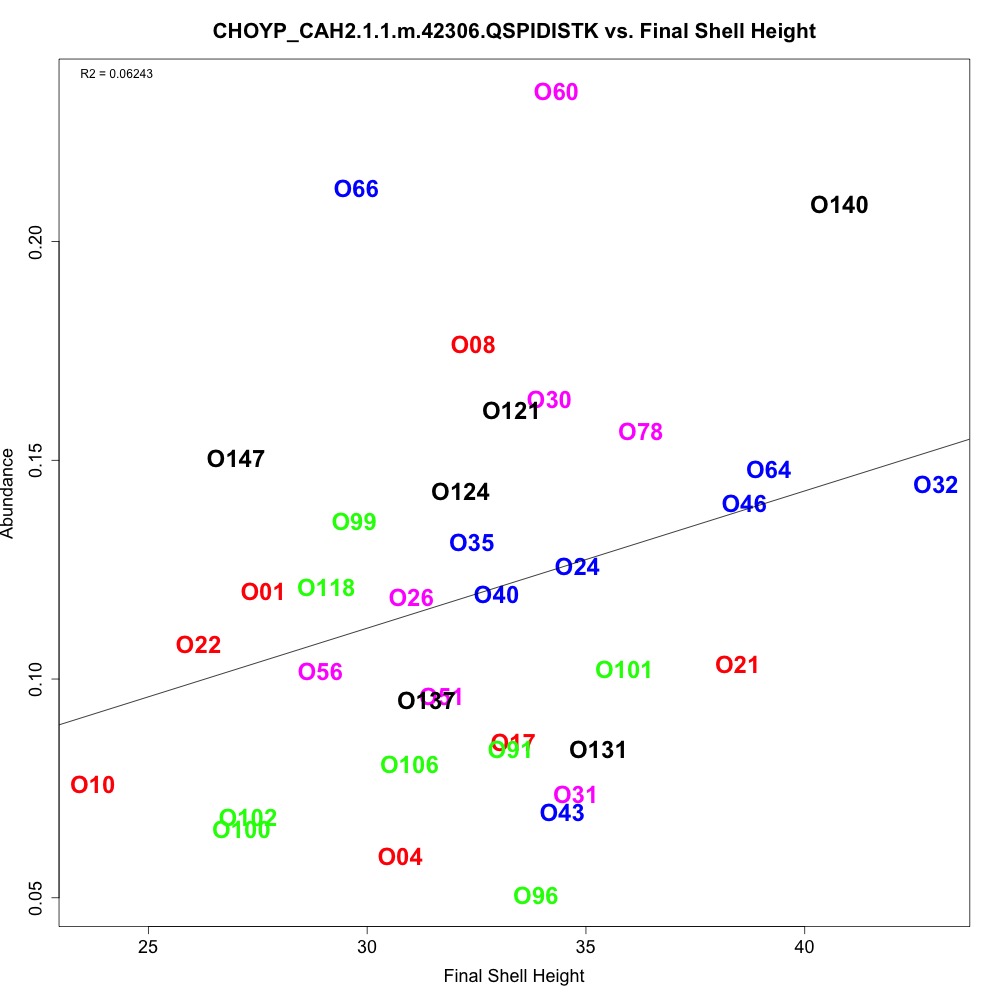 CHOYP_CAH2.1.1.m.42306.QSPIDISTK vs. Final Shell Height
R2 = 0.06243
O60
O66
O140
0.20
O08
O30
O121
O78
0.15
O147
O64
O32
O124
O46
Abundance
O99
O35
O24
O118
O01
O40
O26
O22
O21
O101
O56
0.10
O51
O137
O17
O91
O131
O106
O10
O31
O43
O102
O100
O04
O96
0.05
25 30 35 40
Final Shell Height